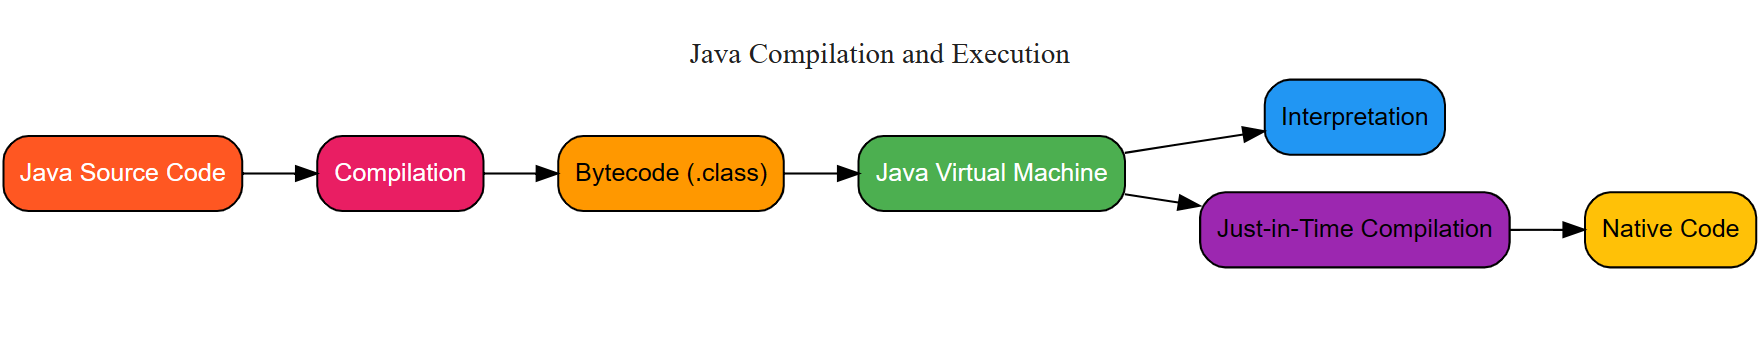 Java Compilation and Execution
Java Source Code
Compilation
Bytecode (.class)
Java Virtual Machine
Interpretation
Just-in-Time Compilation
Native Code